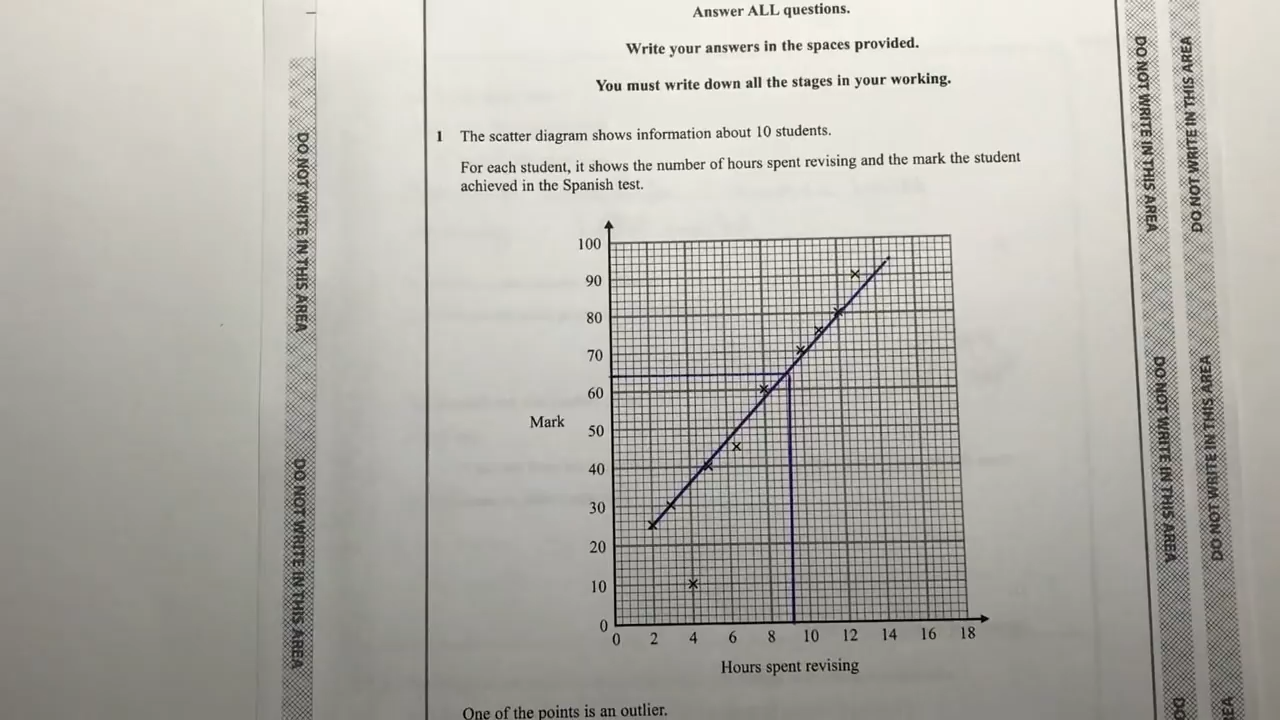 Answer ALL questions.
Write your answers in the spaces provided.
You must write down all the stages in your working.
1 The scatter diagram shows information about 10 students.
For each student, it shows the number of hours spent revising and the mark the student
achieved in the Spanish test.
100
90
80
70
60
50
40
30
20
10
0
Mark
0 2 4 6 8 10 12 14 16 18
Hours spent revising
One of the points is an outlier.
DO NOT WRITE IN THIS AREA
DO NOT WRITE IN THIS AREA
DO NOT WRITE IN THIS AREA
DO NOT WRITE IN THIS AREA
DO NOT WRITE IN THIS AREA
DO NOT WRITE IN THIS AREA